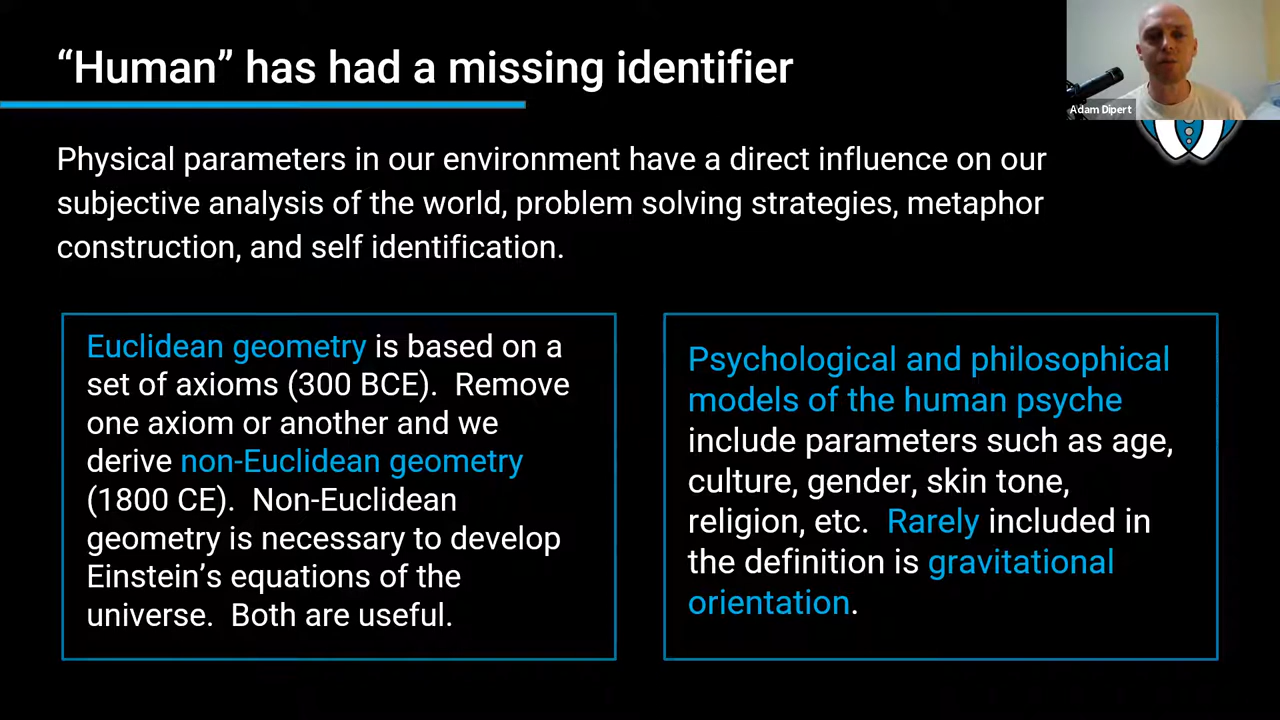 “Human” has had a missing identifier
Adam Dipert
Physical parameters in our environment have a direct influence on our
subjective analysis of the world, problem solving strategies, metaphor
construction, and self identification.
Euclidean geometry is based on a
set of axioms (300 BCE).  Remove
one axiom or another and we
derive non-Euclidean geometry
(1800 CE).  Non-Euclidean
geometry is necessary to develop
Einstein’s equations of the
universe.  Both are useful.
Psychological and philosophical
models of the human psyche
include parameters such as age,
culture, gender, skin tone,
religion, etc.  Rarely included in
the definition is gravitational
orientation.